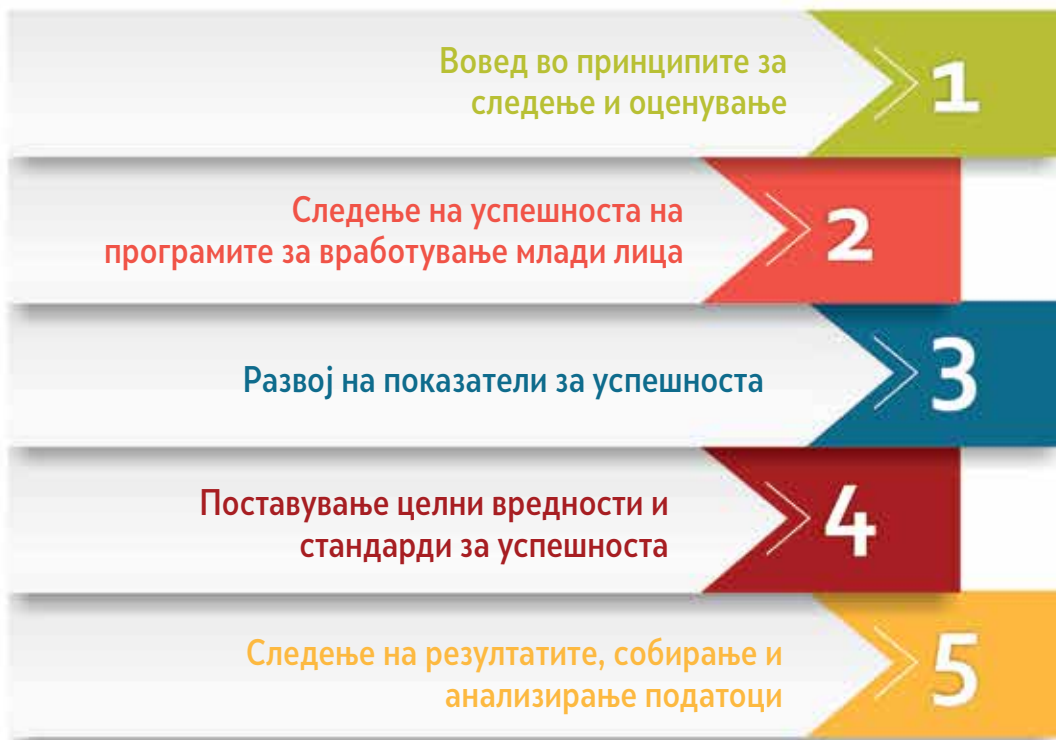 Вовед во принципите за
следење и оценување
1
Следење на успешноста на
програмите за вработување млади лица
2
Развој на показатели за успешноста
3
Поставување целни вредности и
стандарди за успешноста
4
Следење на резултатите, собирање и
анализирање податоци
5